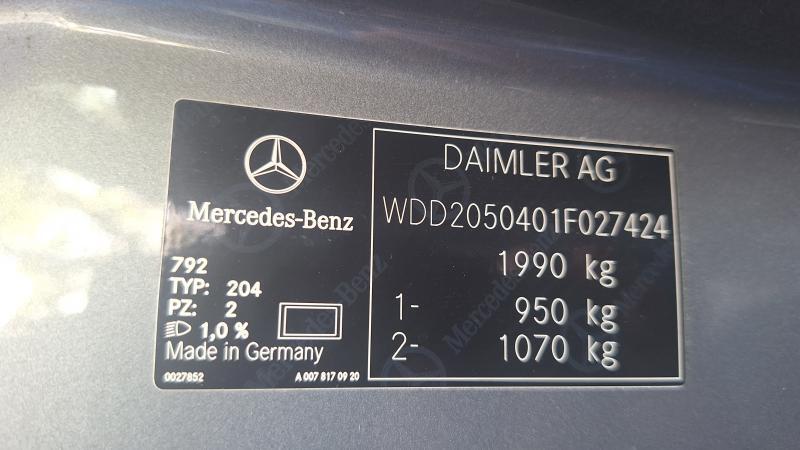 Mercedes-Benz
792
TYP: 204
PZ: 2
1,0 %
Made in Germany
0027852
A 007 817 09 20
DAIMLER AG
WDD2050401F027424
1990 kg
1- 950 kg
2- 1070 kg